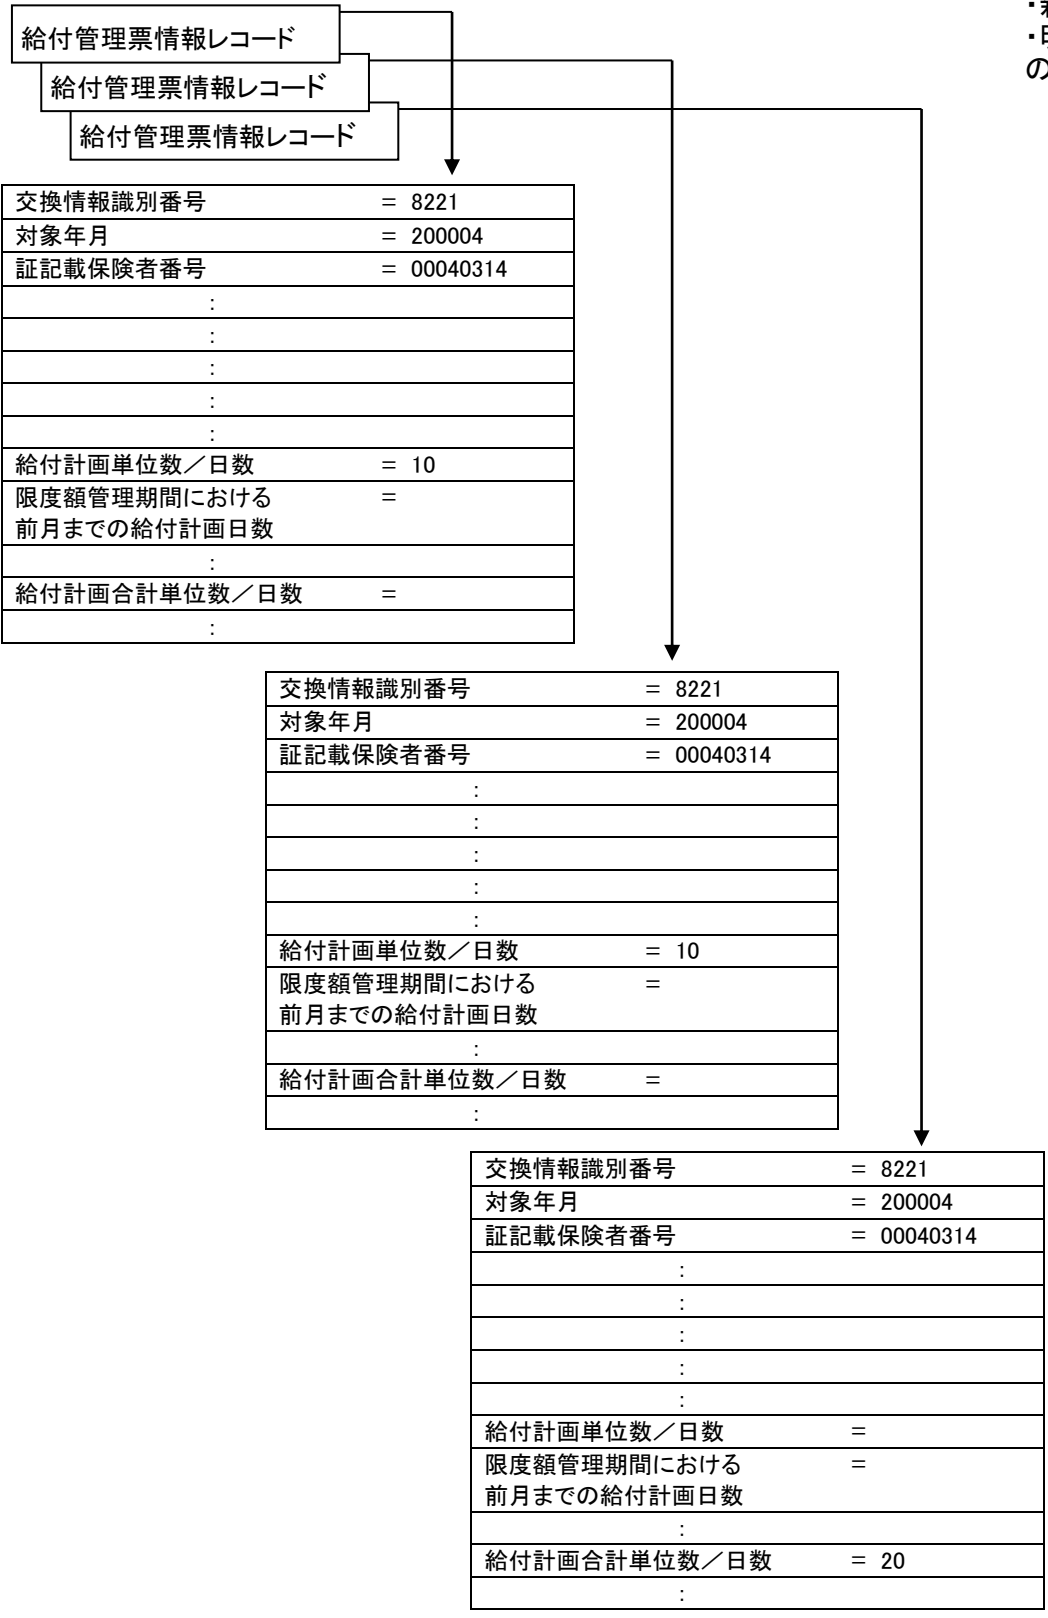 給付管理票情報レコード
給付管理票情報レコード
給付管理票情報レコード
交換情報識別番号 = 8221
対象年月 = 200004
証記載保険者番号 = 00040314
:
:
:
:
:
給付計画単位数／日数 = 10
限度額管理期間における =
前月までの給付計画日数
:
給付計画合計単位数／日数 =
:
交換情報識別番号 = 8221
対象年月 = 200004
証記載保険者番号 = 00040314
:
:
:
:
:
給付計画単位数／日数 = 10
限度額管理期間における =
前月までの給付計画日数
:
給付計画合計単位数／日数 =
:
交換情報識別番号 = 8221
対象年月 = 200004
証記載保険者番号 = 00040314
:
:
:
:
:
給付計画単位数／日数 =
限度額管理期間における =
前月までの給付計画日数
:
給付計画合計単位数／日数 = 20
:
の